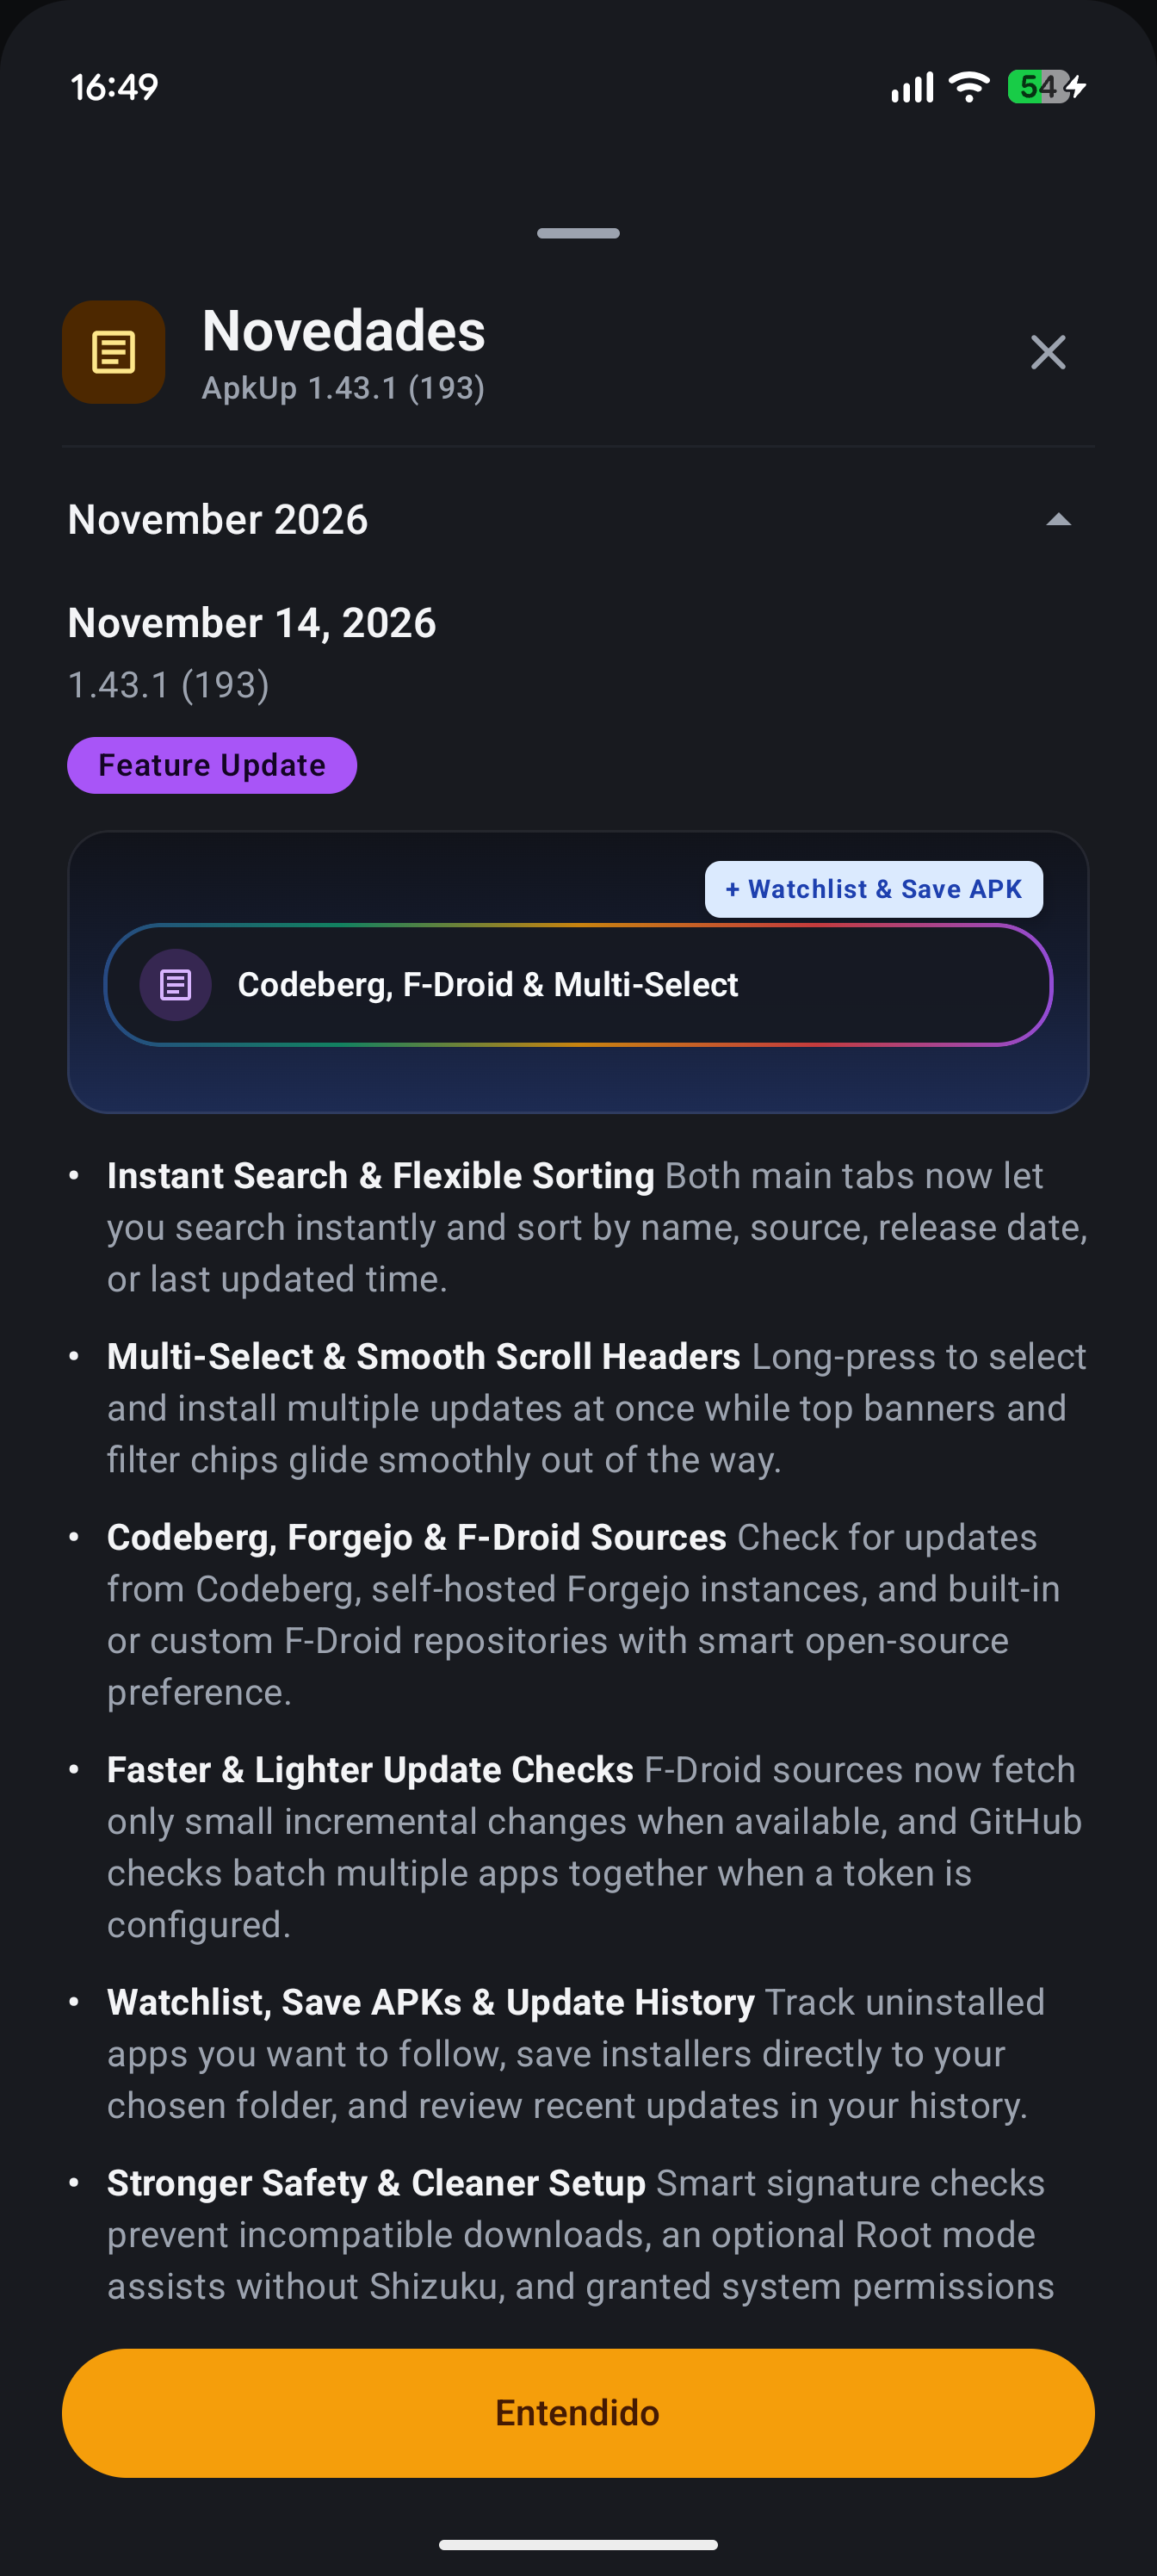 16:49
54
Novedades
ApkUp 1.43.1 (193)
November 2026
November 14, 2026
1.43.1 (193)
Feature Update
+ Watchlist & Save APK
Codeberg, F-Droid & Multi-Select
• Instant Search & Flexible Sorting Both main tabs now let
you search instantly and sort by name, source, release date,
or last updated time.
• Multi-Select & Smooth Scroll Headers Long-press to select
and install multiple updates at once while top banners and
filter chips glide smoothly out of the way.
• Codeberg, Forgejo & F-Droid Sources Check for updates
from Codeberg, self-hosted Forgejo instances, and built-in
or custom F-Droid repositories with smart open-source
preference.
• Faster & Lighter Update Checks F-Droid sources now fetch
only small incremental changes when available, and GitHub
checks batch multiple apps together when a token is
configured.
• Watchlist, Save APKs & Update History Track uninstalled
apps you want to follow, save installers directly to your
chosen folder, and review recent updates in your history.
• Stronger Safety & Cleaner Setup Smart signature checks
prevent incompatible downloads, an optional Root mode
assists without Shizuku, and granted system permissions
Entendido